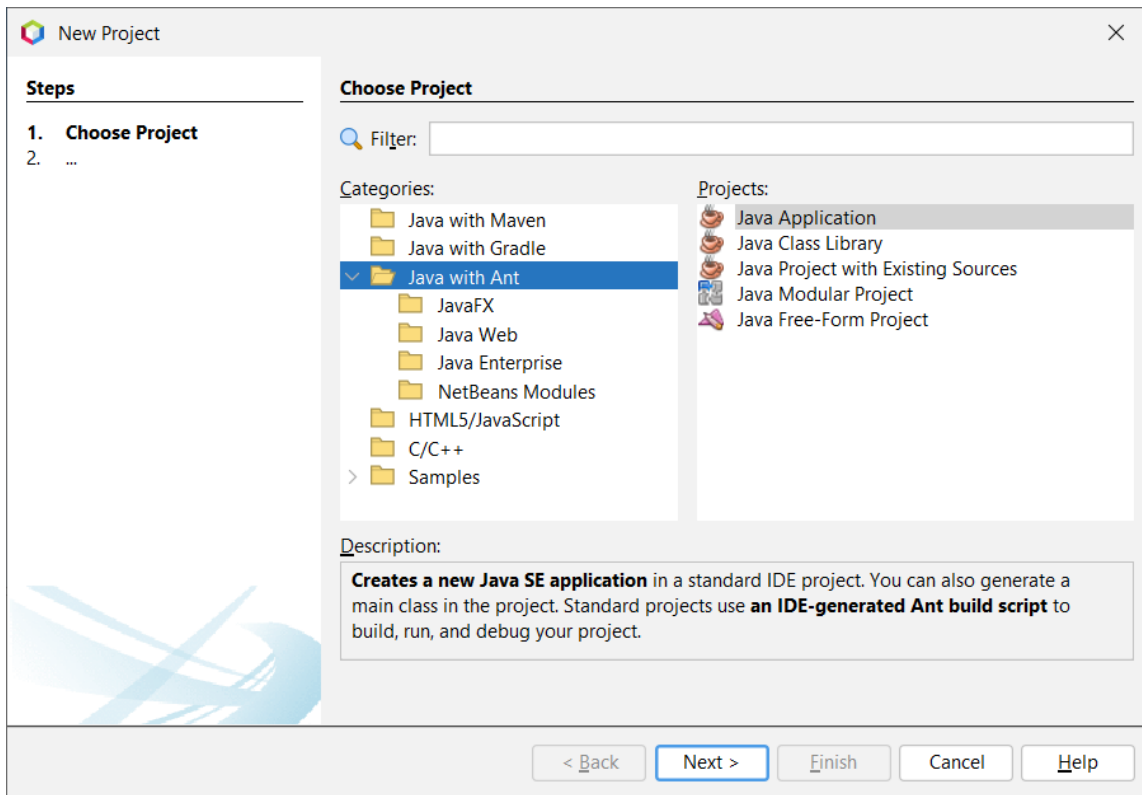 New Project
Steps
1. Choose Project
2. ...
Choose Project
Filter:
Categories:
Java with Maven
Java with Gradle
Java with Ant
JavaFX
Java Web
Java Enterprise
NetBeans Modules
HTML5/JavaScript
C/C++
Samples
Projects:
Java Application
Java Class Library
Java Project with Existing Sources
Java Modular Project
Java Free-Form Project
Description:
Creates a new Java SE application in a standard IDE project. You can also generate a
main class in the project. Standard projects use an IDE-generated Ant build script to
build, run, and debug your project.
< Back Next > Finish Cancel Help